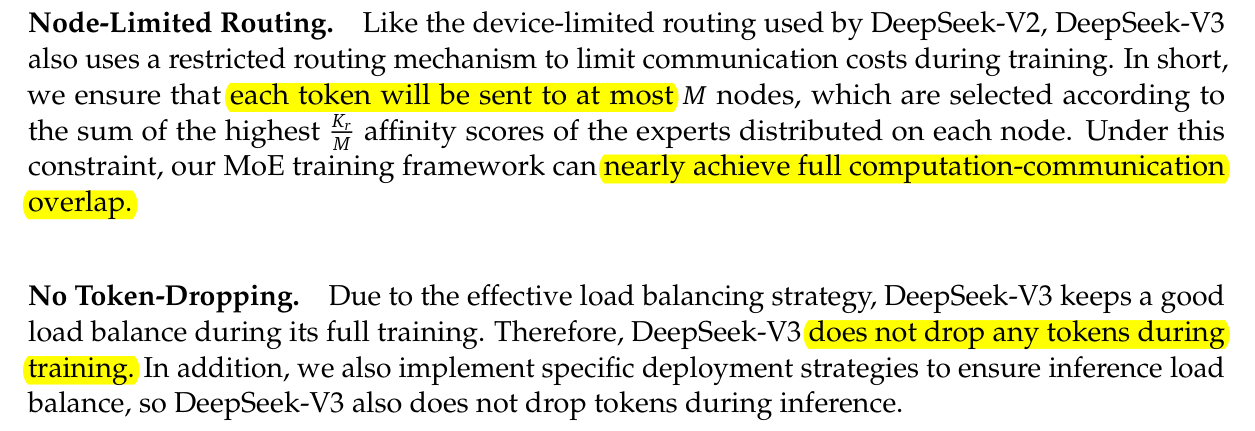 Node-Limited Routing. Like the device-limited routing used by DeepSeek-V2, DeepSeek-V3
also uses a restricted routing mechanism to limit communication costs during training. In short,
we ensure that each token will be sent to at most M nodes, which are selected according to
the sum of the highest K_r/M affinity scores of the experts distributed on each node. Under this
constraint, our MoE training framework can nearly achieve full computation-communication
overlap.
No Token-Dropping. Due to the effective load balancing strategy, DeepSeek-V3 keeps a good
load balance during its full training. Therefore, DeepSeek-V3 does not drop any tokens during
training. In addition, we also implement specific deployment strategies to ensure inference load
balance, so DeepSeek-V3 also does not drop tokens during inference.